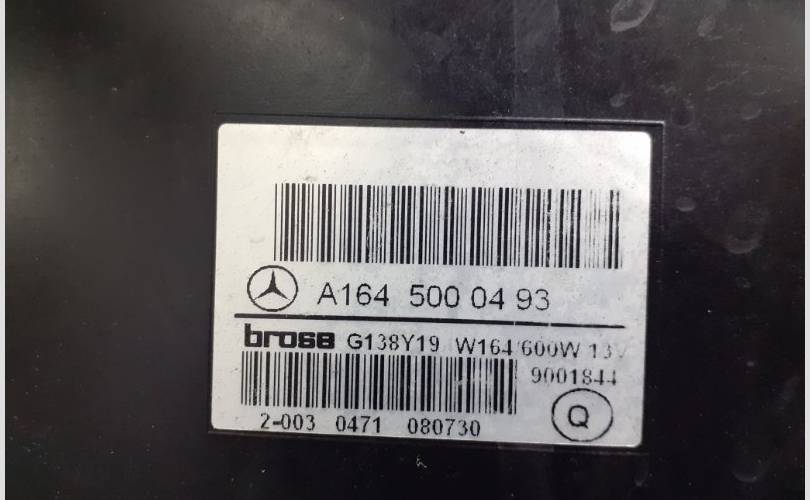 A164 500 04 93
brose G138Y19 W164 600W 13V
9001844
Q
2-003 0471 080730